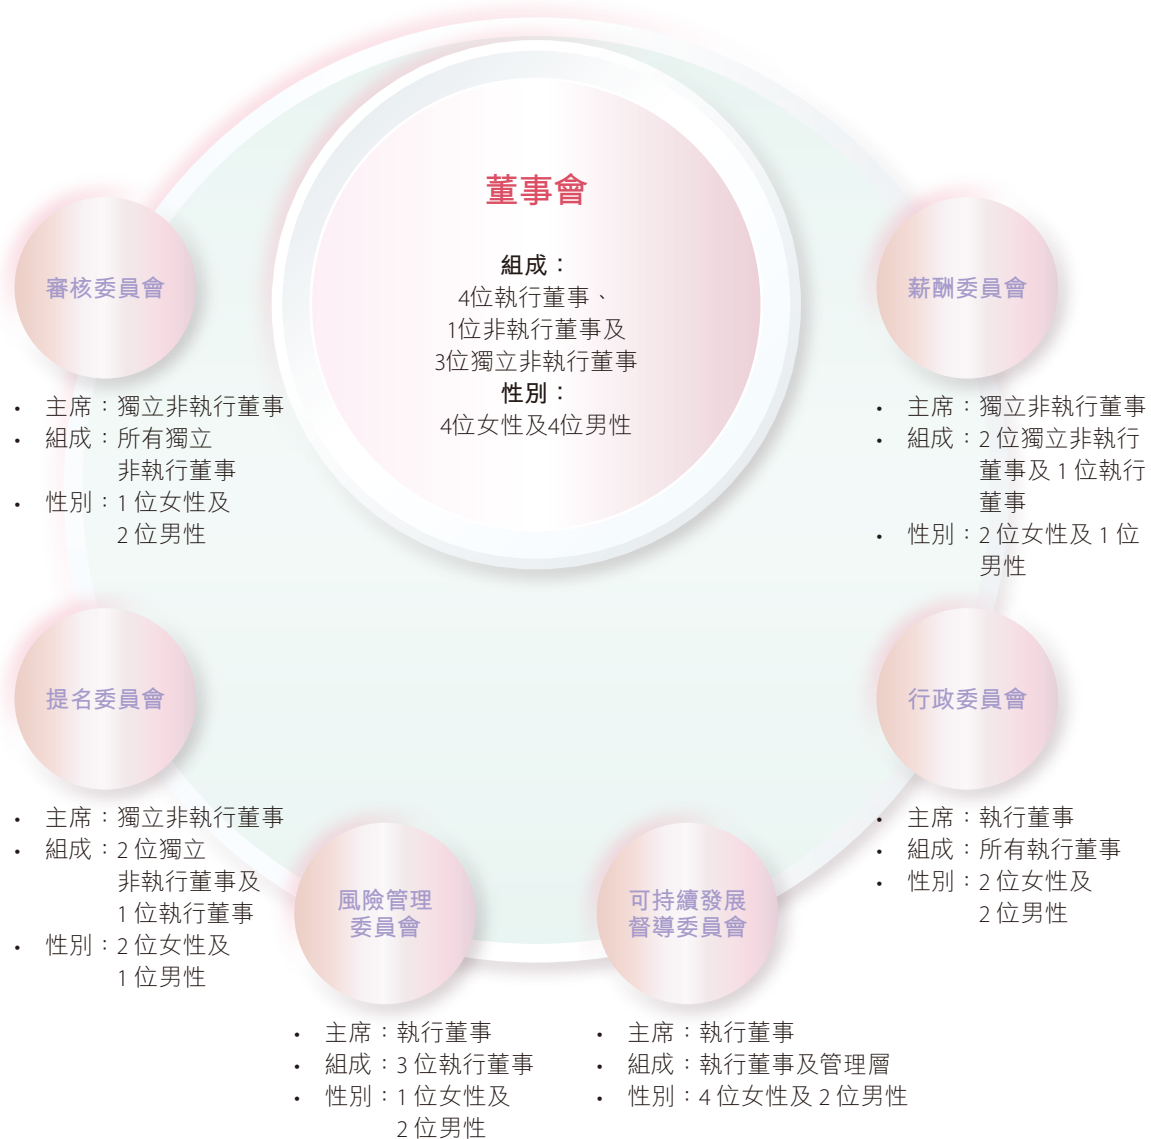 董事會
組成：
4位執行董事、
1位非執行董事及
3位獨立非執行董事
性別：
4位女性及4位男性
審核委員會
• 主席：獨立非執行董事
• 組成：所有獨立
非執行董事
• 性別：1 位女性及
2 位男性
薪酬委員會
• 主席：獨立非執行董事
• 組成：2 位獨立非執行
董事及 1 位執行
董事
• 性別：2 位女性及 1 位
男性
提名委員會
• 主席：獨立非執行董事
• 組成：2 位獨立
非執行董事及
1 位執行董事
• 性別：2 位女性及
1 位男性
行政委員會
• 主席：執行董事
• 組成：所有執行董事
• 性別：2 位女性及
2 位男性
風險管理
委員會
• 主席：執行董事
• 組成：3 位執行董事
• 性別：1 位女性及
2 位男性
可持續發展
督導委員會
• 主席：執行董事
• 組成：執行董事及管理層
• 性別：4 位女性及 2 位男性